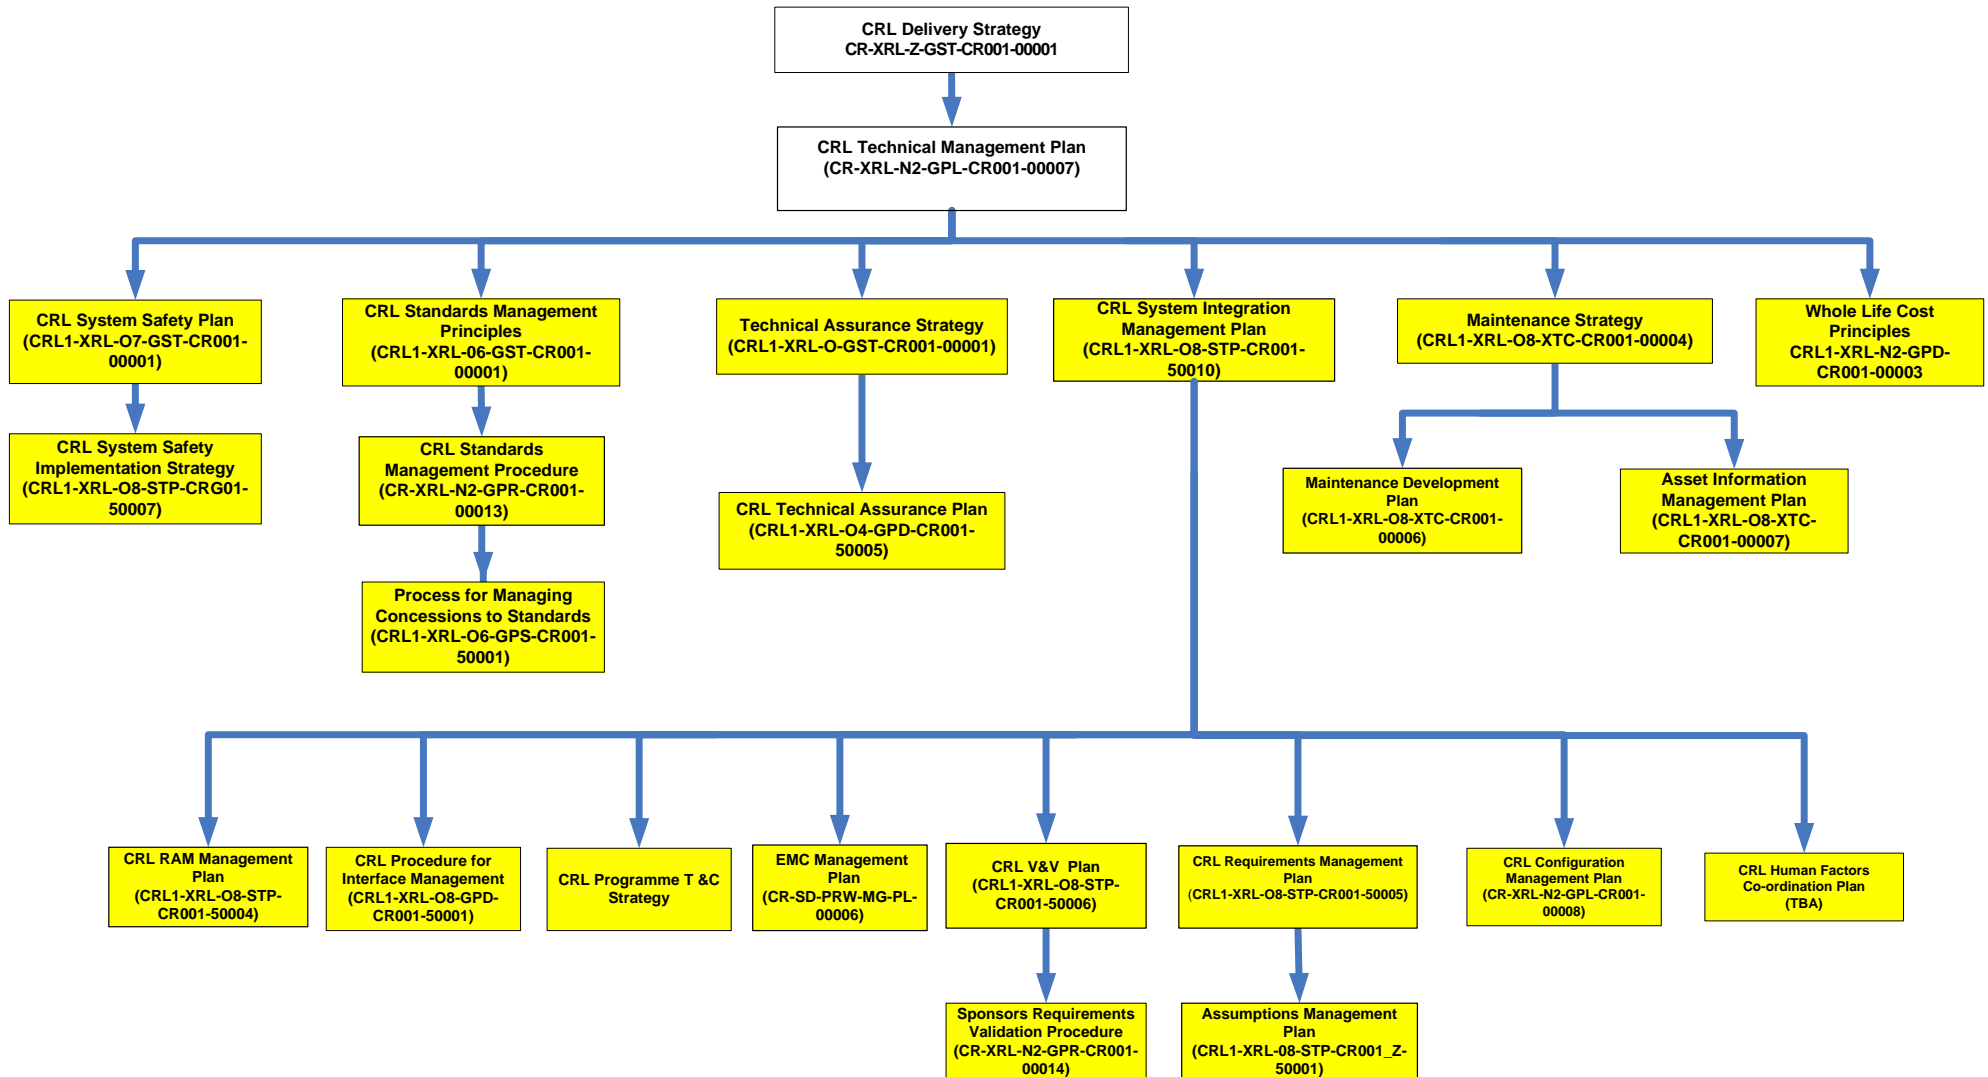 CRL Delivery Strategy
CR-XRL-Z-GST-CR001-00001
CRL Technical Management Plan
(CR-XRL-N2-GPL-CR001-00007)
CRL System Safety Plan
(CRL1-XRL-O7-GST-CR001-
00001)
CRL Standards Management
Principles
(CRL1-XRL-06-GST-CR001-
00001)
Technical Assurance Strategy
(CRL1-XRL-O-GST-CR001-00001)
CRL System Integration
Management Plan
(CRL1-XRL-O8-STP-CR001-
50010)
Maintenance Strategy
(CRL1-XRL-O8-XTC-CR001-00004)
Whole Life Cost
Principles
CRL1-XRL-N2-GPD-
CR001-00003
CRL System Safety
Implementation Strategy
(CRL1-XRL-O8-STP-CRG01-
50007)
CRL Standards
Management Procedure
(CR-XRL-N2-GPR-CR001-
00013)
CRL Technical Assurance Plan
(CRL1-XRL-O4-GPD-CR001-
50005)
Maintenance Development
Plan
(CRL1-XRL-O8-XTC-CR001-
00006)
Asset Information
Management Plan
(CRL1-XRL-O8-XTC-
CR001-00007)
Process for Managing
Concessions to Standards
(CRL1-XRL-O6-GPS-CR001-
50001)
CRL RAM Management
Plan
(CRL1-XRL-O8-STP-
CR001-50004)
CRL Procedure for
Interface Management
(CRL1-XRL-O8-GPD-
CR001-50001)
CRL Programme T &C
Strategy
EMC Management
Plan
(CR-SD-PRW-MG-PL-
00006)
CRL V&V  Plan
(CRL1-XRL-O8-STP-
CR001-50006)
CRL Requirements Management
Plan
(CRL1-XRL-O8-STP-CR001-50005)
CRL Configuration
Management Plan
(CR-XRL-N2-GPL-CR001-
00008)
CRL Human Factors
Co-ordination Plan
(TBA)
Sponsors Requirements
Validation Procedure
(CR-XRL-N2-GPR-CR001-
00014)
Assumptions Management
Plan
(CRL1-XRL-08-STP-CR001_Z-
50001)